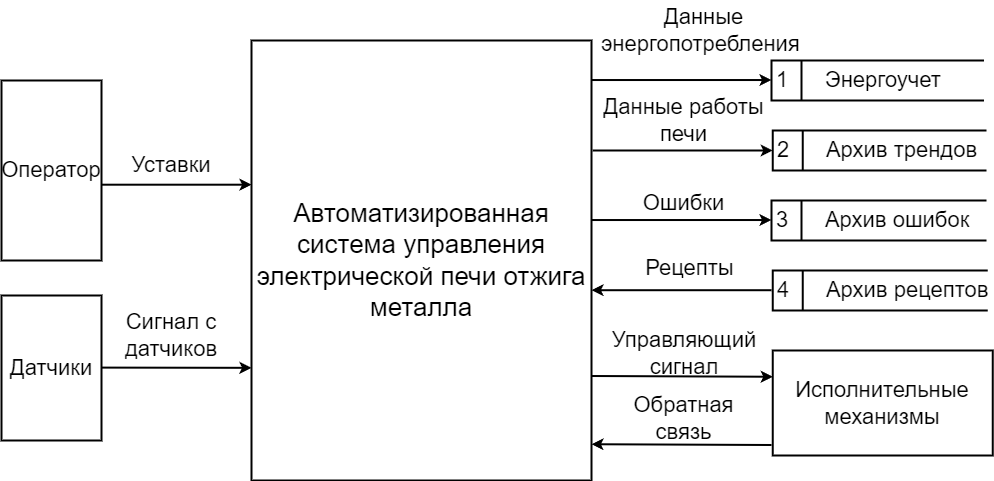 Оператор
Уставки
Датчики
Сигнал с
датчиков
Автоматизированная
система управления
электрической печи отжига
металла
Данные
энергопотребления
1 Энергоучет
Данные работы
печи
2 Архив трендов
Ошибки
3 Архив ошибок
Рецепты
4 Архив рецептов
Управляющий
сигнал
Обратная
связь
Исполнительные
механизмы